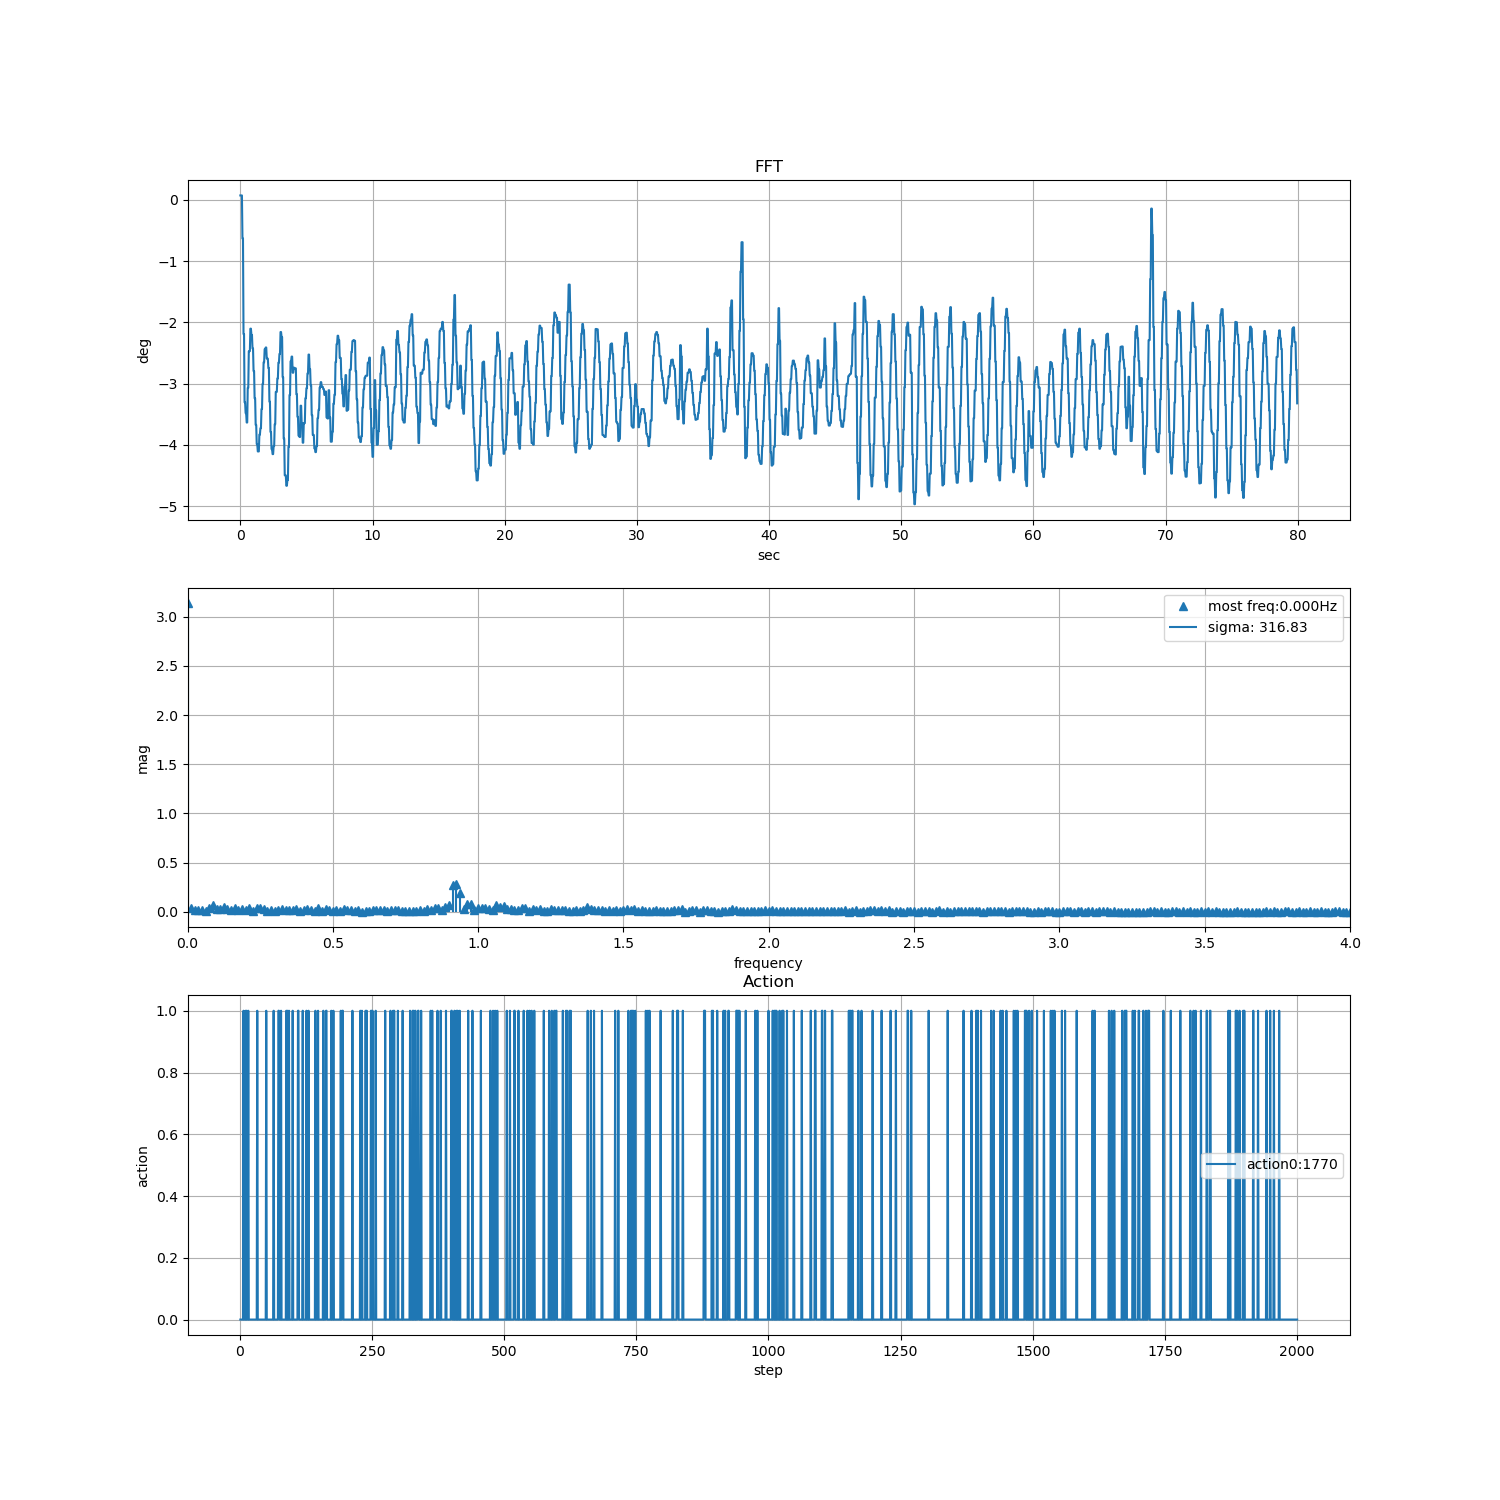 FFT
0
−1
−2
−3
−4
−5
deg
0 10 20 30 40 50 60 70 80
sec
3.0
2.5
2.0
1.5
1.0
0.5
0.0
mag
most freq:0.000Hz
sigma: 316.83
0.0 0.5 1.0 1.5 2.0 2.5 3.0 3.5 4.0
frequency
Action
1.0
0.8
0.6
0.4
0.2
0.0
action
action0:1770
0 250 500 750 1000 1250 1500 1750 2000
step